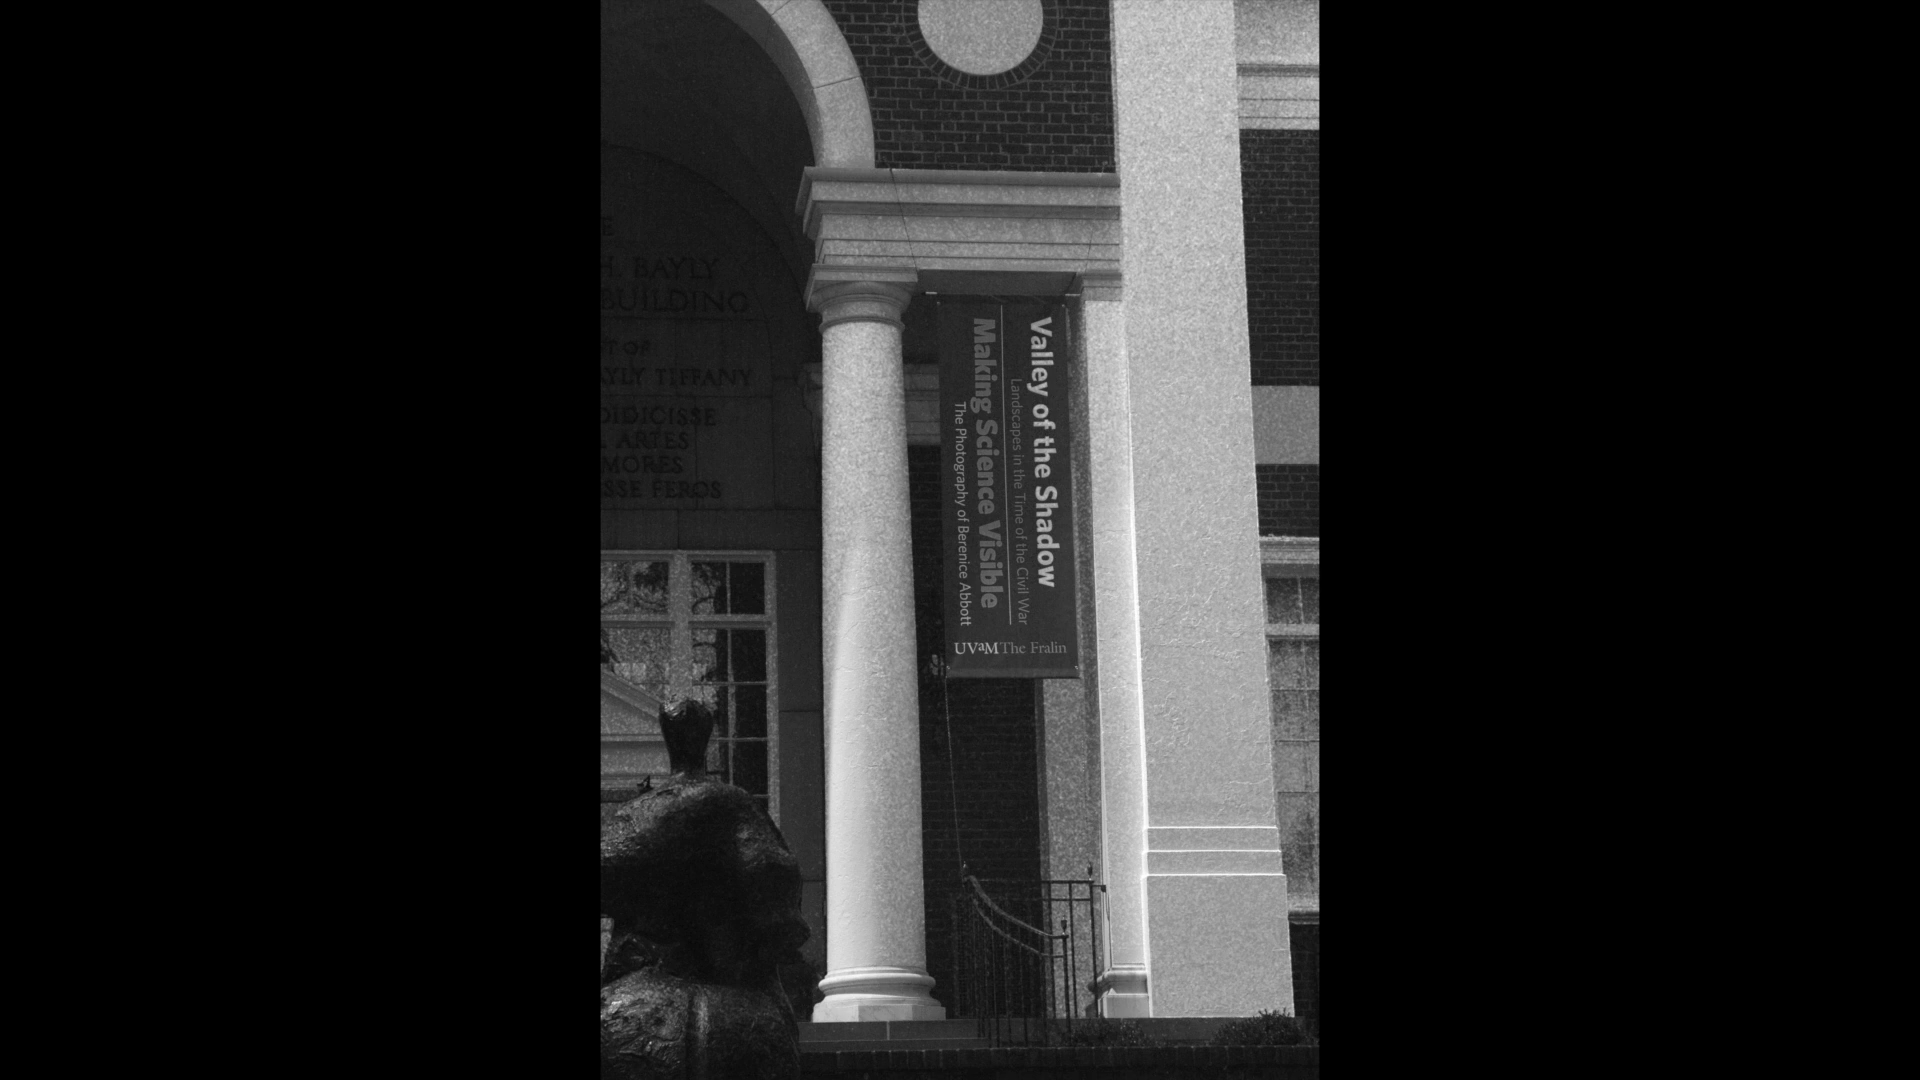 E
H. BAYLY
BUILDING
T OF
AYLY TIFFANY
DIDICISSE
ARTES
MORES
SSE FEROS
Valley of the Shadow
Landscapes in the Time of the Civil War
Making Science Visible
The Photography of Berenice Abbott
UVaM The Fralin